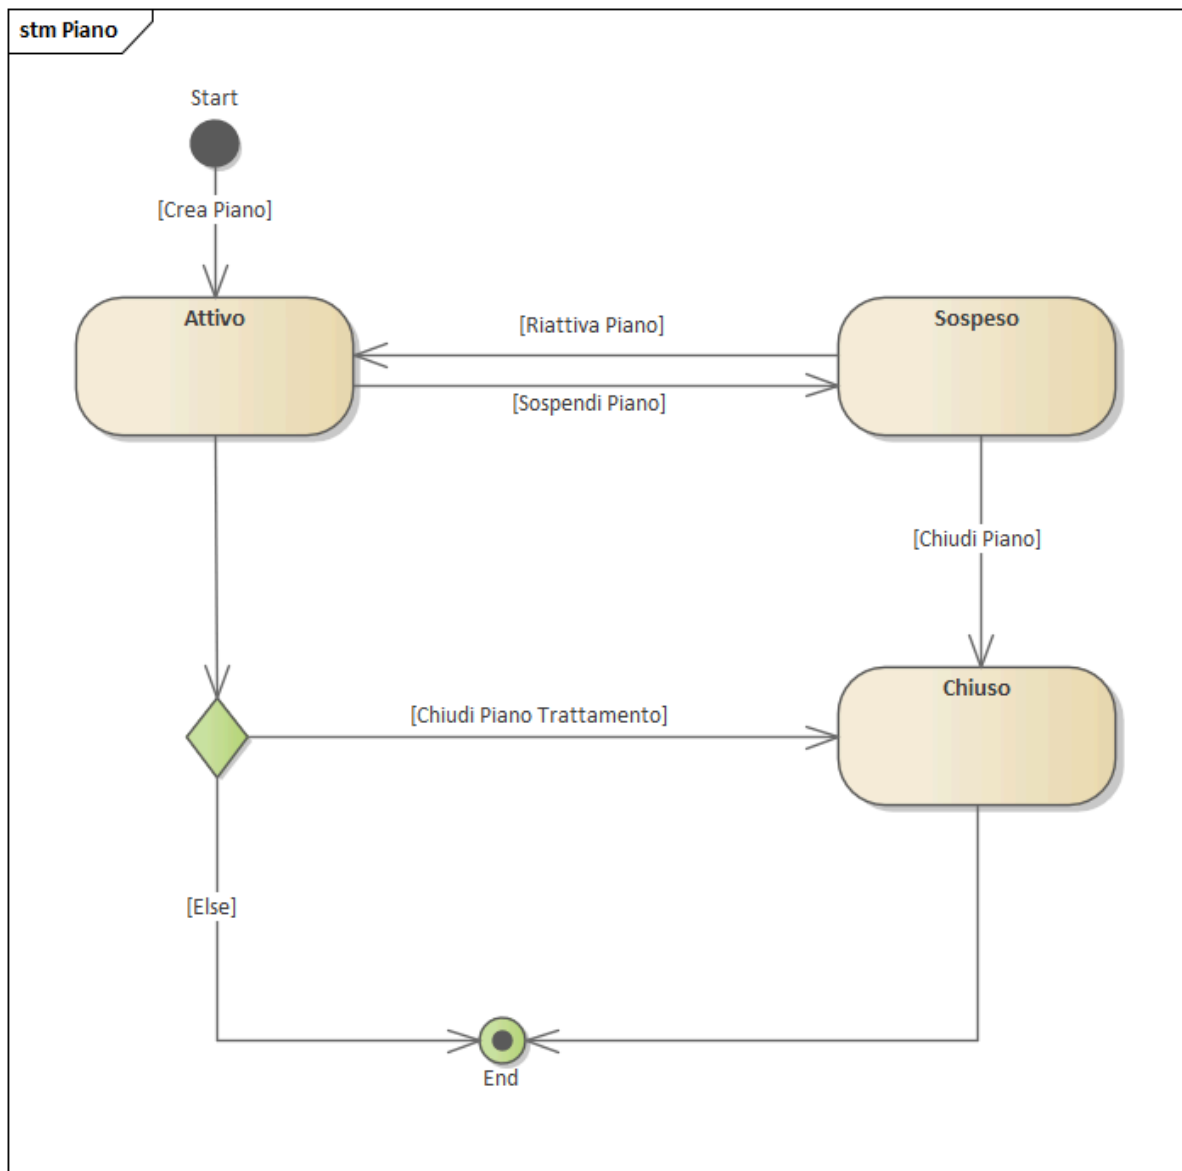 stm Piano
Start
[Crea Piano]
Attivo
[Riattiva Piano]
Sospeso
[Sospendi Piano]
[Chiudi Piano]
Chiuso
[Chiudi Piano Trattamento]
[Else]
End